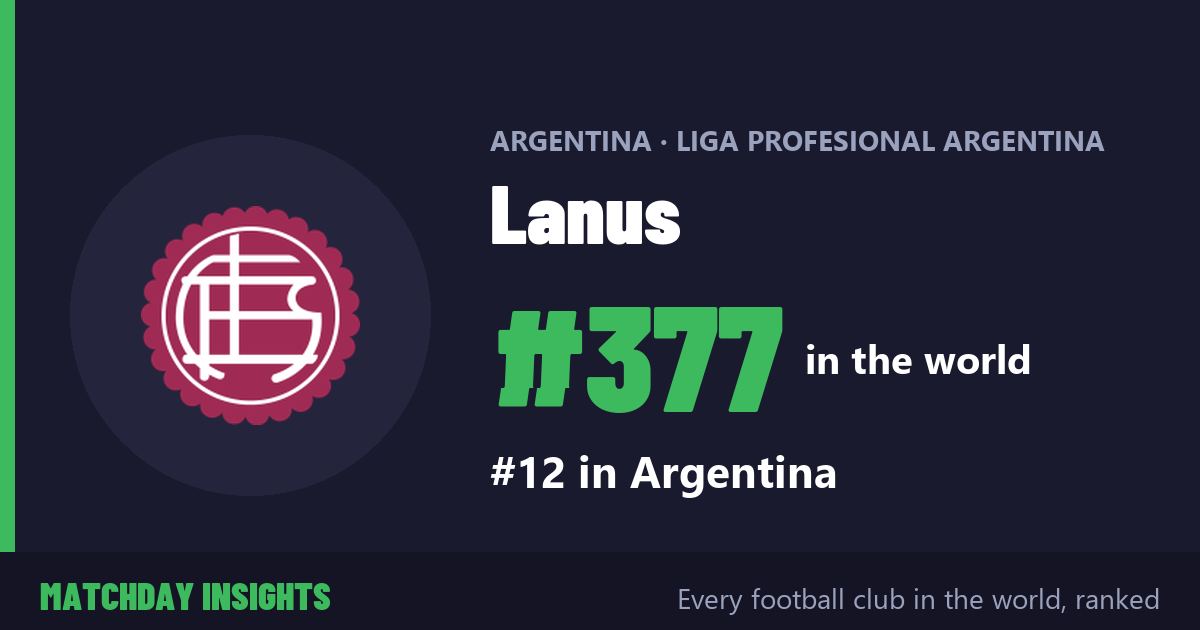 ARGENTINA · LIGA PROFESIONAL ARGENTINA
Lanus
#377 in the world
#12 in Argentina
MATCHDAY INSIGHTS
Every football club in the world, ranked